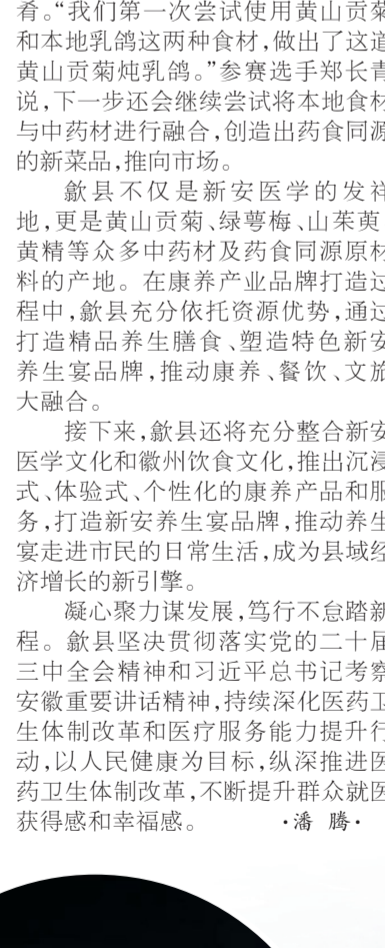 肴。“我们第一次尝试使用黄山贡菊
和本地乳鸽这两种食材,做出了这道
黄山贡菊炖乳鸽。”参赛选手郑长青
说,下一步还会继续尝试将本地食材
与中药材进行融合,创造出药食同源
的新菜品,推向市场。
歙县不仅是新安医学的发祥
地,更是黄山贡菊、绿萼梅、山茱萸、
黄精等众多中药材及药食同源原材
料的产地。在康养产业品牌打造过
程中,歙县充分依托资源优势,通过
打造精品养生膳食、塑造特色新安
养生宴品牌,推动康养、餐饮、文旅
大融合。
接下来,歙县还将充分整合新安
医学文化和徽州饮食文化,推出沉浸
式、体验式、个性化的康养产品和服
务,打造新安养生宴品牌,推动养生
宴走进市民的日常生活,成为县域经
济增长的新引擎。
凝心聚力谋发展,笃行不怠踏新
程。歙县坚决贯彻落实党的二十届
三中全会精神和习近平总书记考察
安徽重要讲话精神,持续深化医药卫
生体制改革和医疗服务能力提升行
动,以人民健康为目标,纵深推进医
药卫生体制改革,不断提升群众就医
获得感和幸福感。 ·潘 腾·